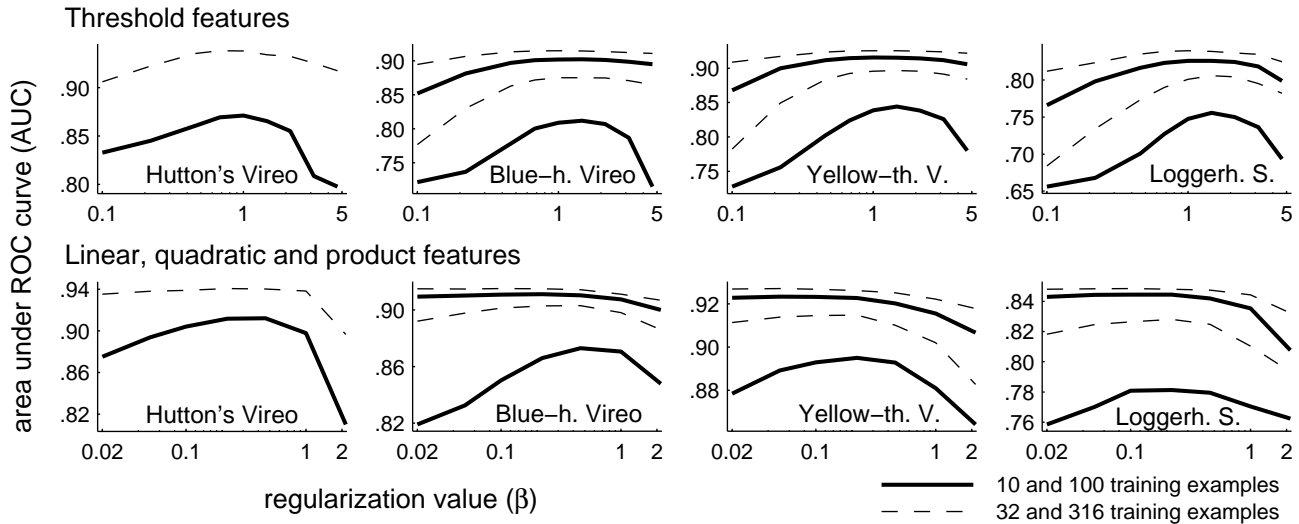 Threshold features
area under ROC curve (AUC)
.90
.85
.80
Hutton's Vireo
0.1 1 5
.90
.85
.80
.75
Blue−h. Vireo
0.1 1 5
.90
.85
.80
.75
Yellow−th. V.
0.1 1 5
.80
.75
.70
.65
Loggerh. S.
0.1 1 5
Linear, quadratic and product features
.94
.90
.86
.82
Hutton's Vireo
0.02 0.1 1 2
.90
.86
.82
Blue−h. Vireo
0.02 0.1 1 2
.92
.90
.88
Yellow−th. V.
0.02 0.1 1 2
.84
.82
.80
.78
.76
Loggerh. S.
0.02 0.1 1 2
regularization value (β)
10 and 100 training examples
32 and 316 training examples